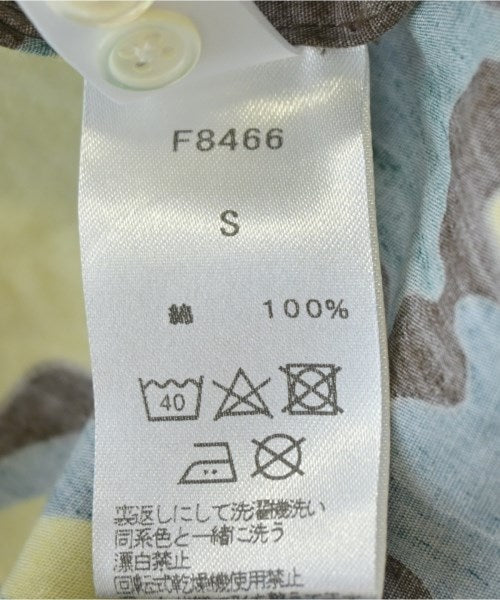 F8466
S
綿 100%
40
裏返しにして洗濯機洗い
同系色と一緒に洗う
漂白禁止
回転式乾燥機使用禁止